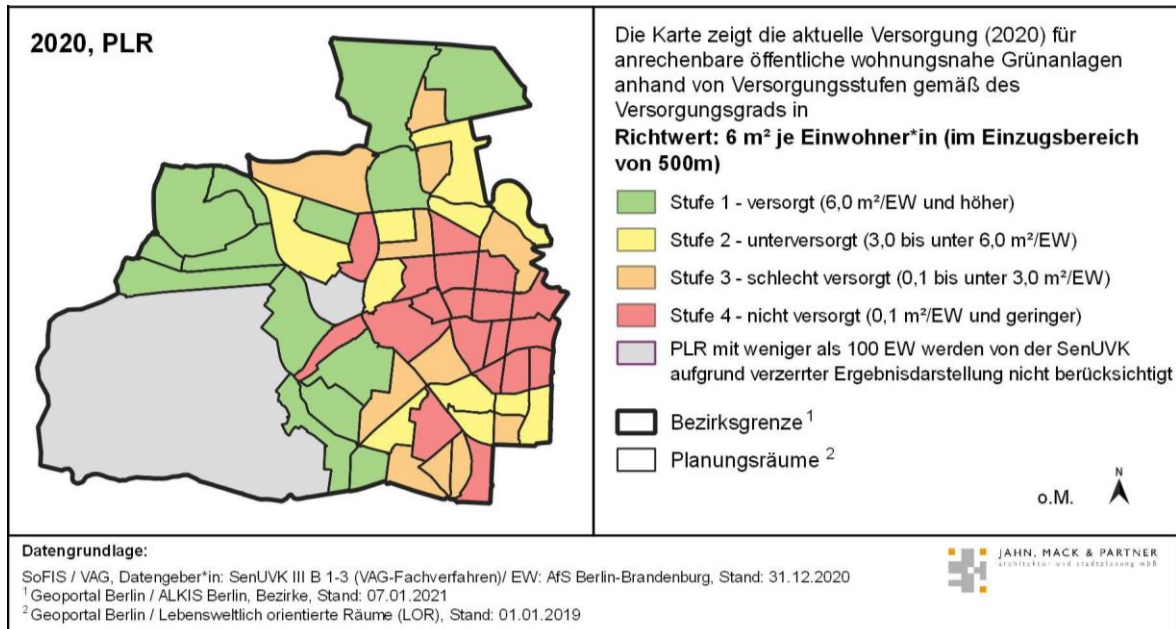 2020, PLR
Die Karte zeigt die aktuelle Versorgung (2020) für
anrechenbare öffentliche wohnungsnahe Grünanlagen
anhand von Versorgungsstufen gemäß des
Versorgungsgrads in
Richtwert: 6 m² je Einwohner*in (im Einzugsbereich
von 500m)
Stufe 1 - versorgt (6,0 m²/EW und höher)
Stufe 2 - unterversorgt (3,0 bis unter 6,0 m²/EW)
Stufe 3 - schlecht versorgt (0,1 bis unter 3,0 m²/EW)
Stufe 4 - nicht versorgt (0,1 m²/EW und geringer)
PLR mit weniger als 100 EW werden von der SenUVK
aufgrund verzerrter Ergebnisdarstellung nicht berücksichtigt
Bezirksgrenze ¹
Planungsräume ²
o.M.
N
Datengrundlage:
SoFIS / VAG, Datengeber*in: SenUVK III B 1-3 (VAG-Fachverfahren)/ EW: AfS Berlin-Brandenburg, Stand: 31.12.2020
¹ Geoportal Berlin / ALKIS Berlin, Bezirke, Stand: 07.01.2021
² Geoportal Berlin / Lebensweltlich orientierte Räume (LOR), Stand: 01.01.2019
JAHN, MACK & PARTNER
architektur und stadtplanung mbB